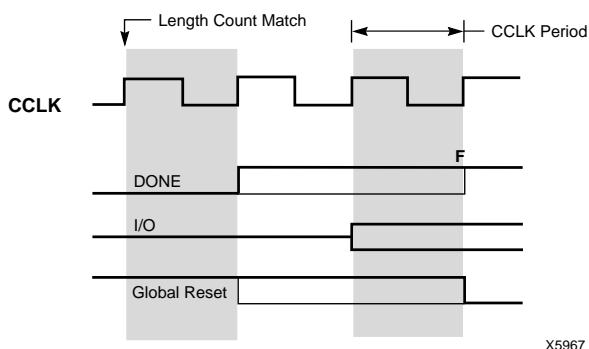 Length Count Match
CCLK Period
CCLK
F
DONE
I/O
Global Reset
X5967